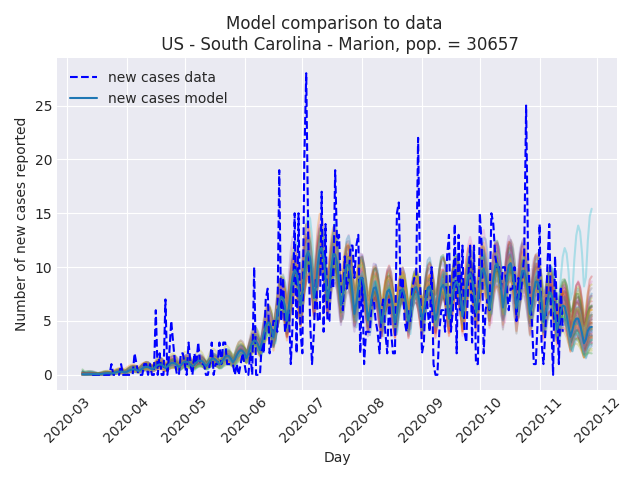 Model comparison to data
US - South Carolina - Marion, pop. = 30657
new cases data
new cases model
Number of new cases reported
25
20
15
10
5
0
2020-03
2020-04
2020-05
2020-06
2020-07
2020-08
2020-09
2020-10
2020-11
2020-12
Day